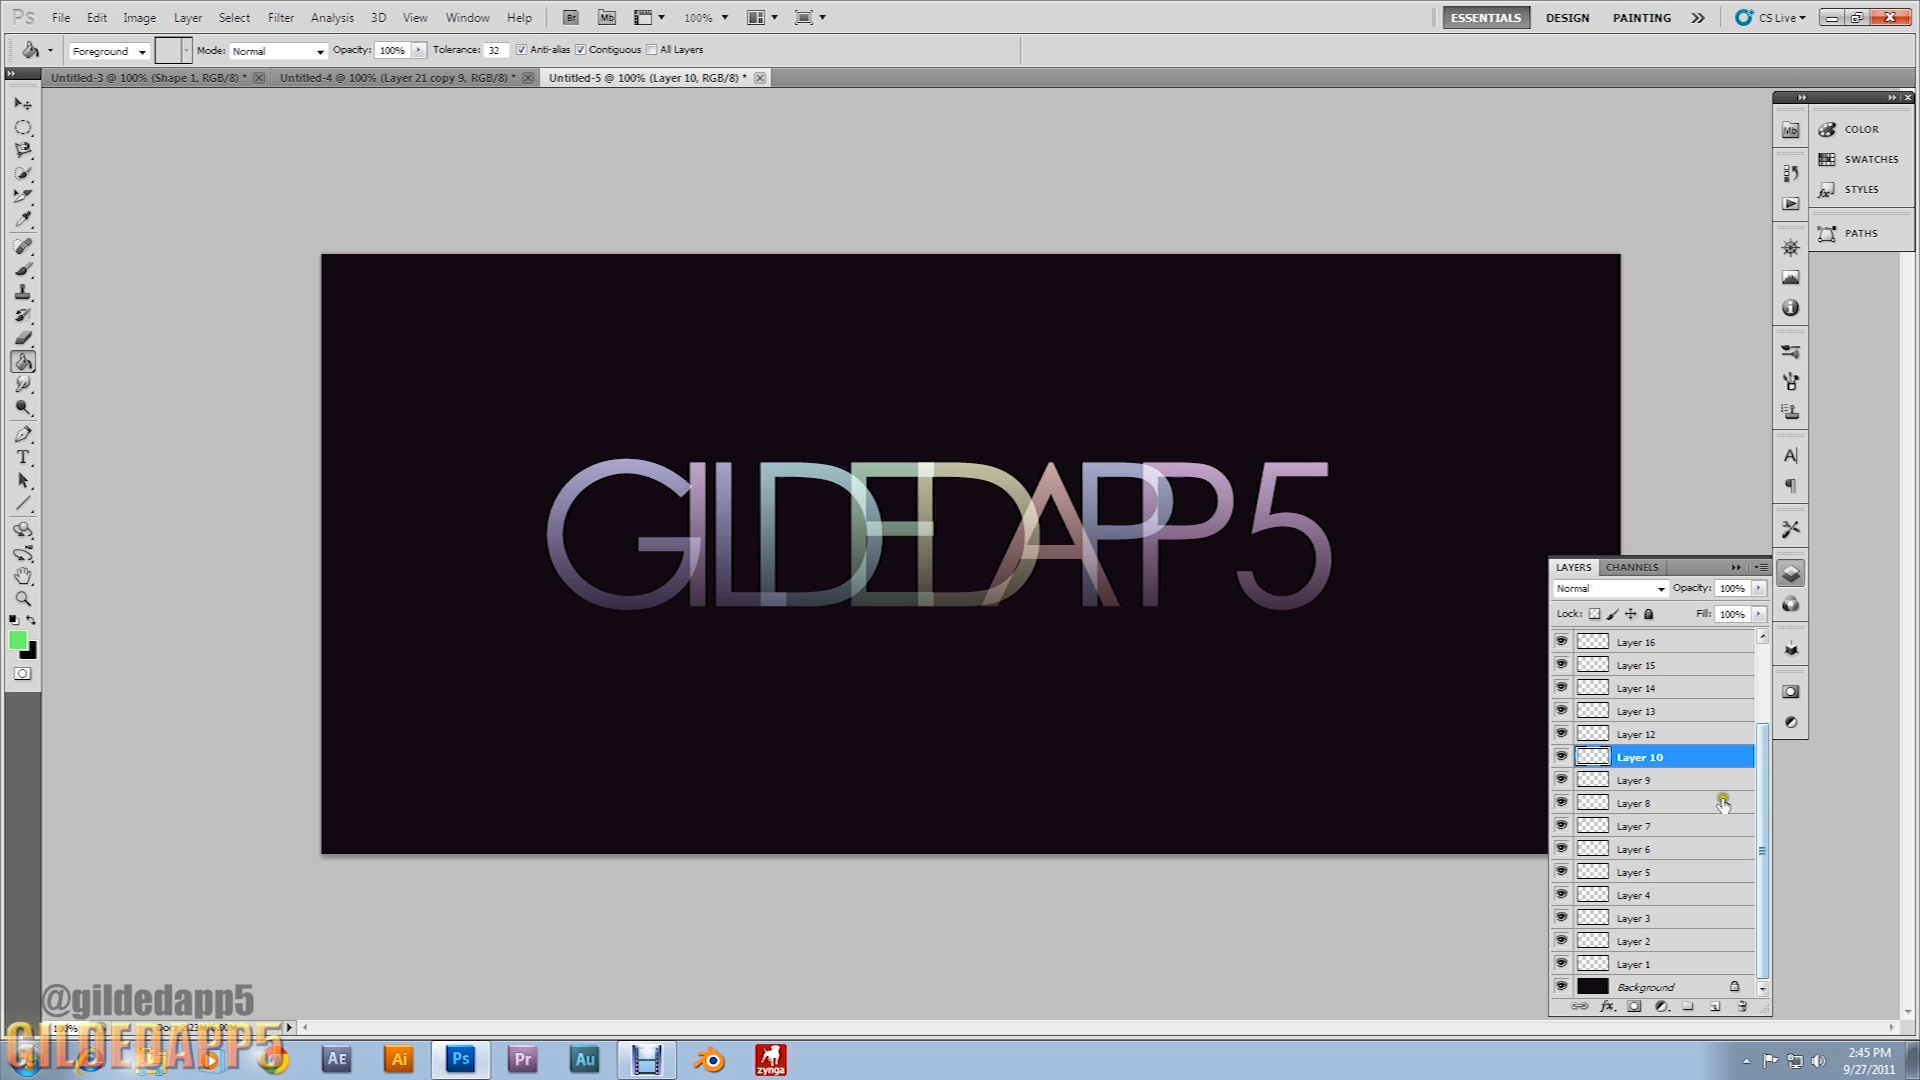 Ps File Edit Image Layer Select Filter Analysis 3D View Window Help Br Mb 100% ESSENTIALS DESIGN PAINTING CS Live
Foreground Mode: Normal Opacity: 100% Tolerance: 32 Anti-alias Contiguous All Layers
Untitled-3 @ 100% (Shape 1, RGB/8) * Untitled-4 @ 100% (Layer 21 copy 9, RGB/8) * Untitled-5 @ 100% (Layer 10, RGB/8) *
Mb COLOR
SWATCHES
STYLES
PATHS
GILDEDAPP5
LAYERS CHANNELS
Normal Opacity: 100%
Lock: Fill: 100%
Layer 16
Layer 15
Layer 14
Layer 13
Layer 12
Layer 10
Layer 9
Layer 8
Layer 7
Layer 6
Layer 5
Layer 4
Layer 3
Layer 2
Layer 1
Background
@gildedapp5
100%
GILDEDAPP5
AE Ai Ps Pr Au zynga
2:45 PM
9/27/2011